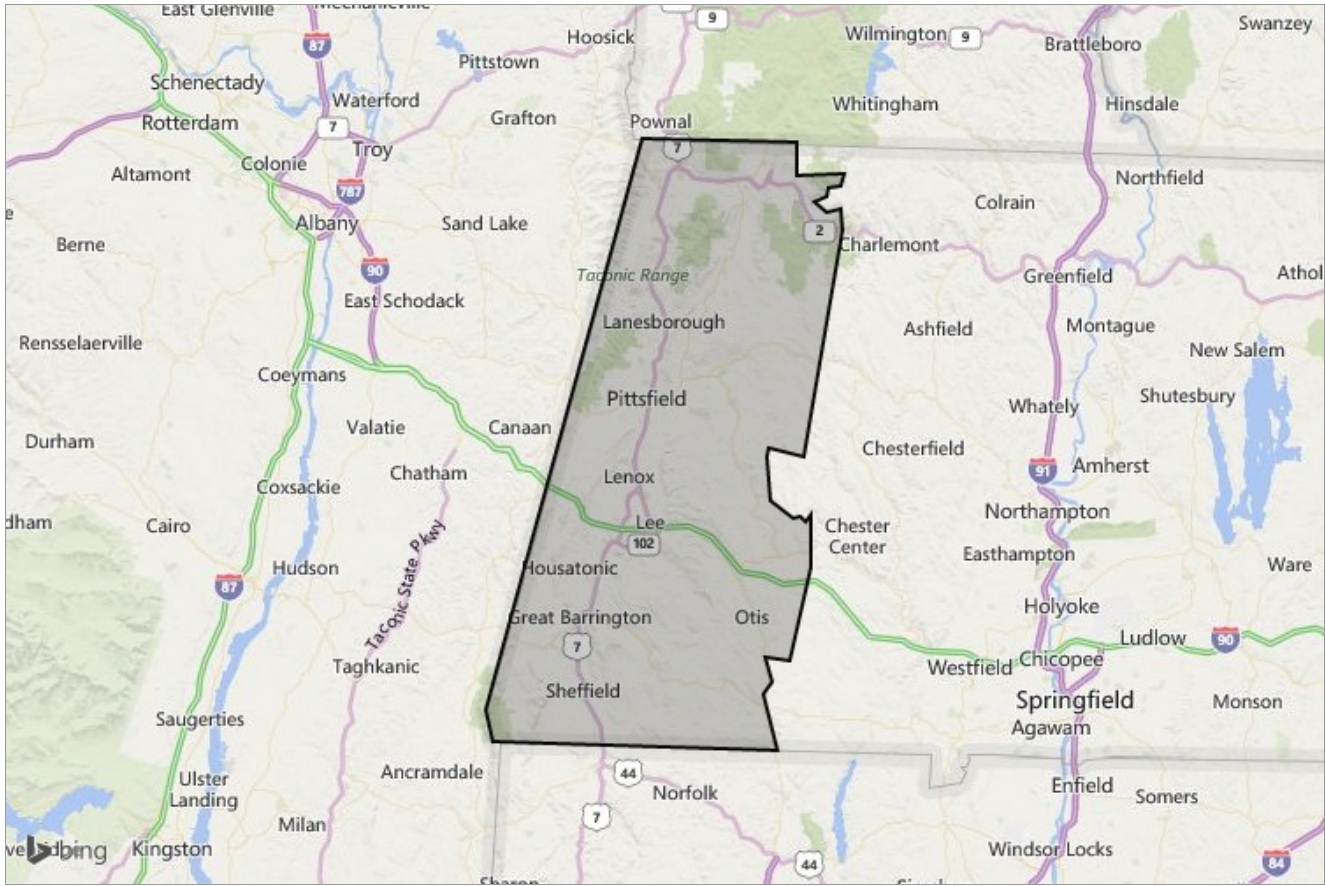 East Glenville
Mechanicville
87
Hoosick
9
Wilmington
9
Brattleboro
Swanzey
Pittstown
Schenectady
Waterford
Whitingham
Hinsdale
Rotterdam
7
Grafton
Pownal
Troy
7
Colonie
Altamont
787
Northfield
Colrain
Albany
Sand Lake
2
Charlemont
Berne
90
Taconic Range
Greenfield
Athol
East Schodack
Lanesborough
Ashfield
Montague
Rensselaerville
New Salem
Coeymans
Pittsfield
Shutesbury
Whately
Valatie
Canaan
Durham
Chesterfield
Chatham
Lenox
91
Amherst
Coxsackie
Northampton
dham
Cairo
Lee
102
Chester
Center
Easthampton
Hudson
Housatonic
Ware
87
Taconic State Pkwy
Holyoke
Great Barrington
Otis
Ludlow
90
7
Taghkanic
Westfield
Chicopee
Sheffield
Springfield
Monson
Saugerties
Agawam
Ancramdale
44
Ulster
Landing
Norfolk
Enfield
Somers
Milan
7
bing
Kingston
Windsor Locks
44
84
Sharon